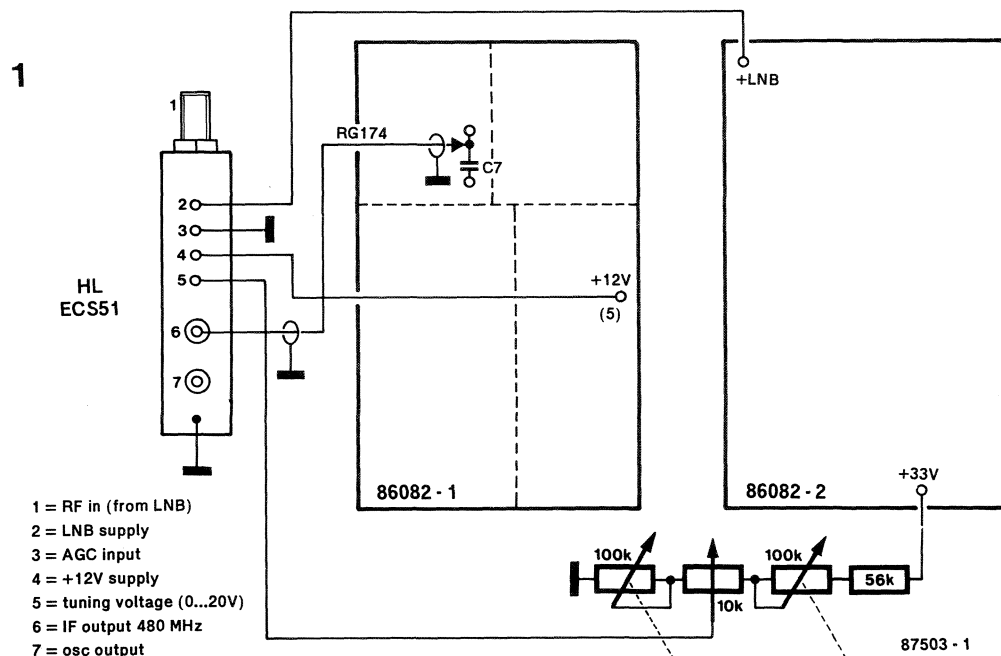 1
1
RG174
C7
+LNB
2
3
4
5
6
7
HL
ECS51
+12V
(5)
86082 - 1
86082 - 2
+33V
1 = RF in (from LNB)
2 = LNB supply
3 = AGC input
4 = +12V supply
5 = tuning voltage (0...20V)
6 = IF output 480 MHz
7 = osc output
100k
10k
100k
56k
87503 - 1